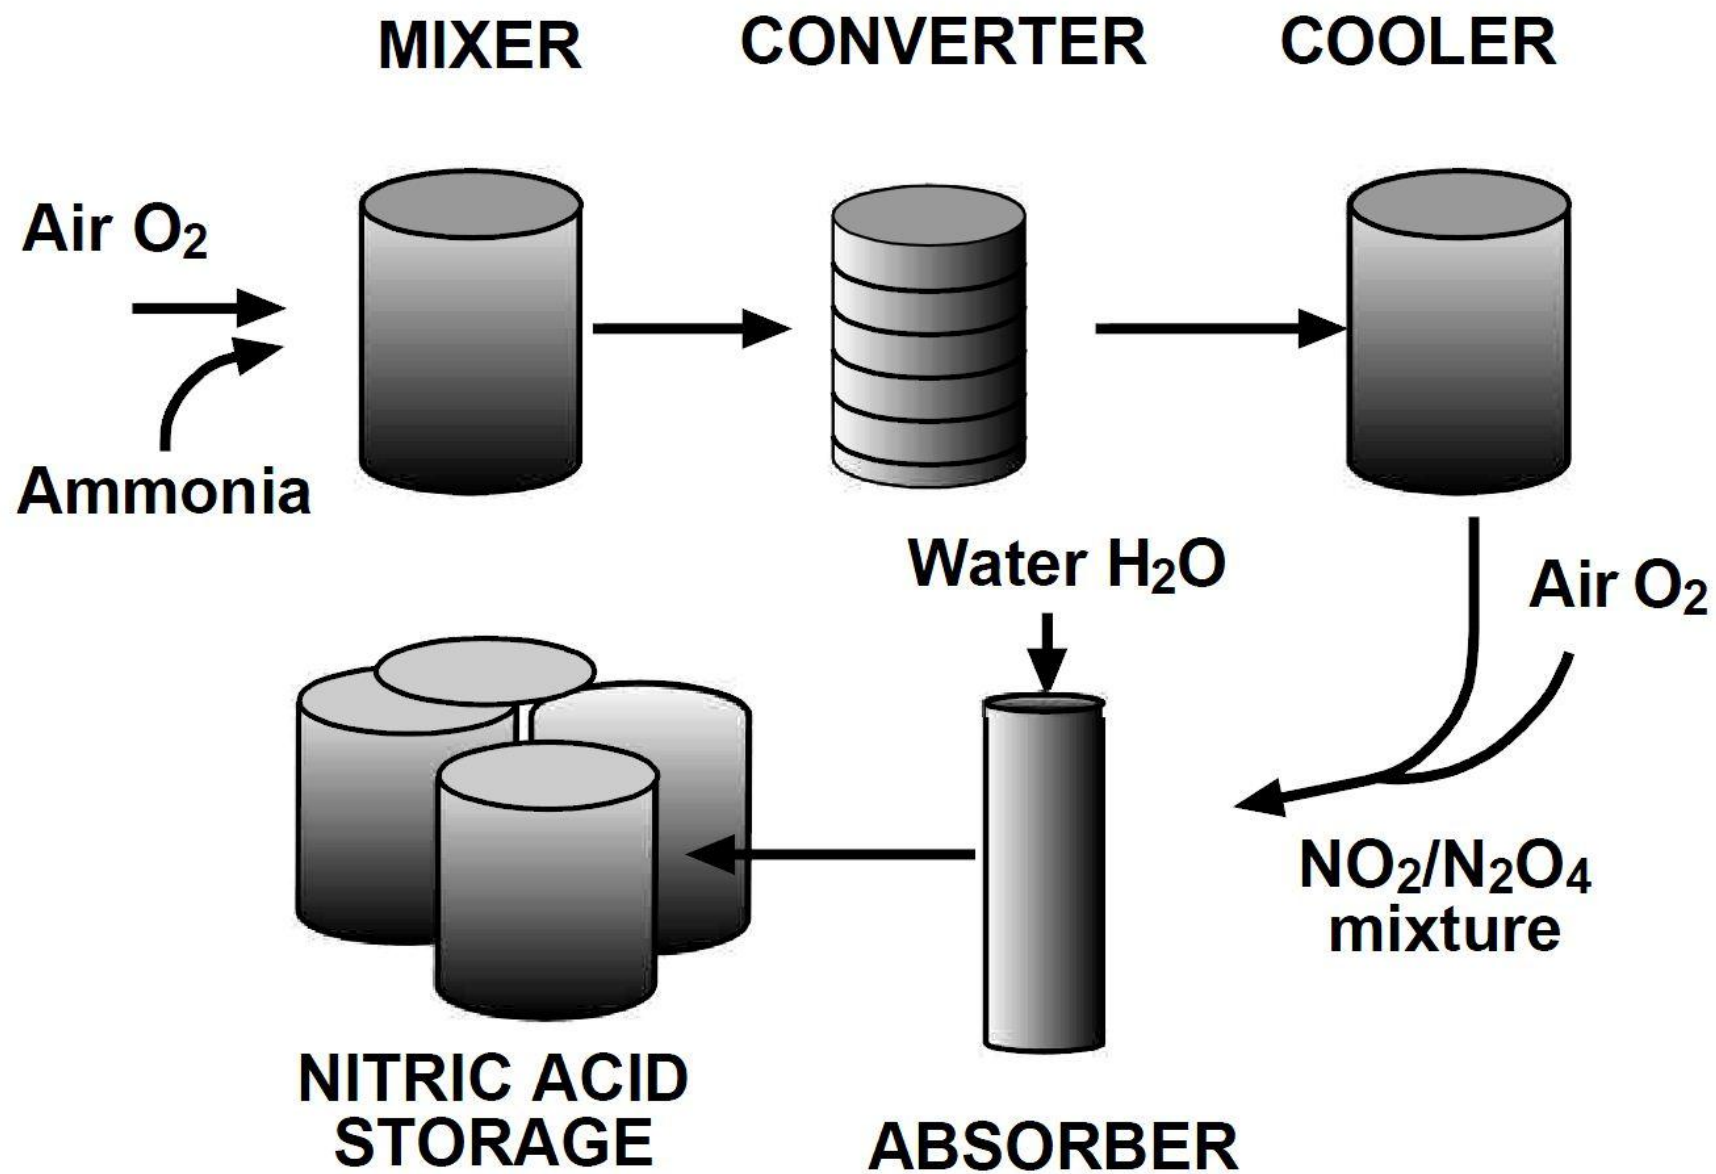 MIXER
CONVERTER
COOLER
Air O₂
Ammonia
Water H₂O
Air O₂
NO₂/N₂O₄
mixture
NITRIC ACID
STORAGE
ABSORBER